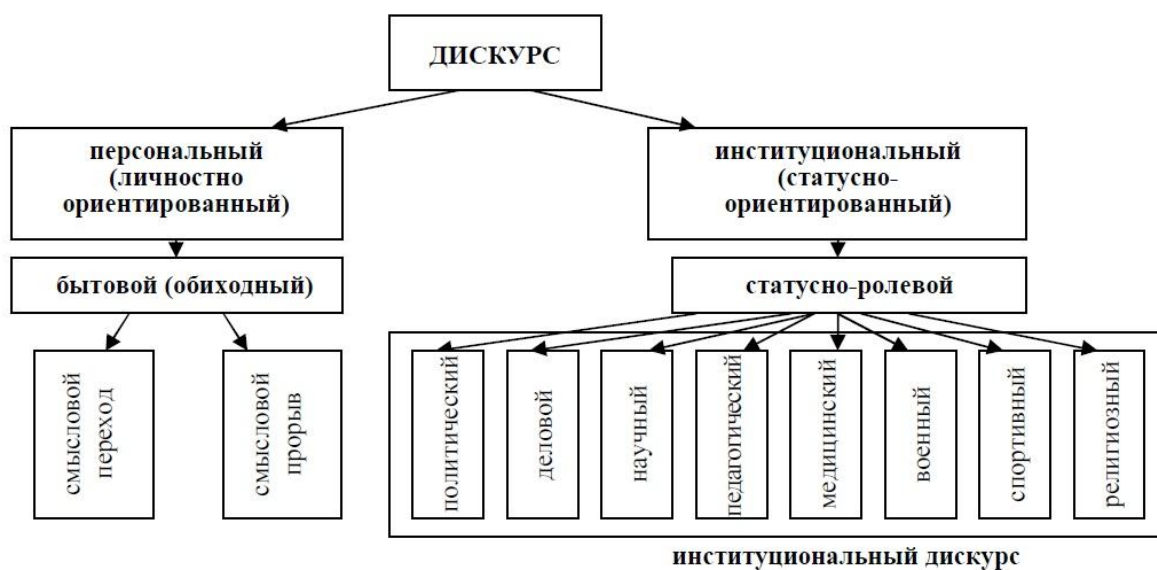 ДИСКУРС
персональный
(личностно
ориентированный)
институциональный
(статусно-
ориентированный)
бытовой (обиходный)
статусно-ролевой
смысловой
переход
смысловой
прорыв
политический
деловой
научный
педагогический
медицинский
военный
спортивный
религиозный
институциональный дискурс